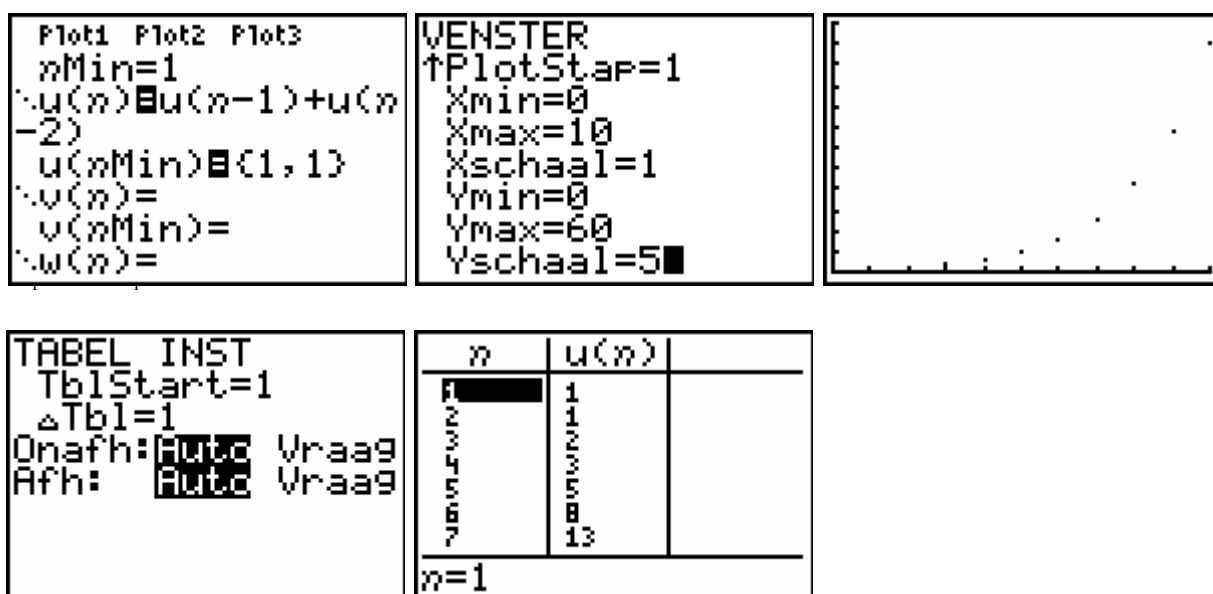 Plot1 Plot2 Plot3
nMin=1
u(n)=u(n-1)+u(n
-2)
u(nMin)={1,1}
v(n)=
v(nMin)=
w(n)=
VENSTER
↑PlotStap=1
Xmin=0
Xmax=10
Xschaal=1
Ymin=0
Ymax=60
Yschaal=5
TABEL INST
TblStart=1
△Tbl=1
Onafh:Auto Vraag
Afh: Auto Vraag
n u(n)
1 1
2 1
3 2
4 3
5 5
6 8
7 13
n=1